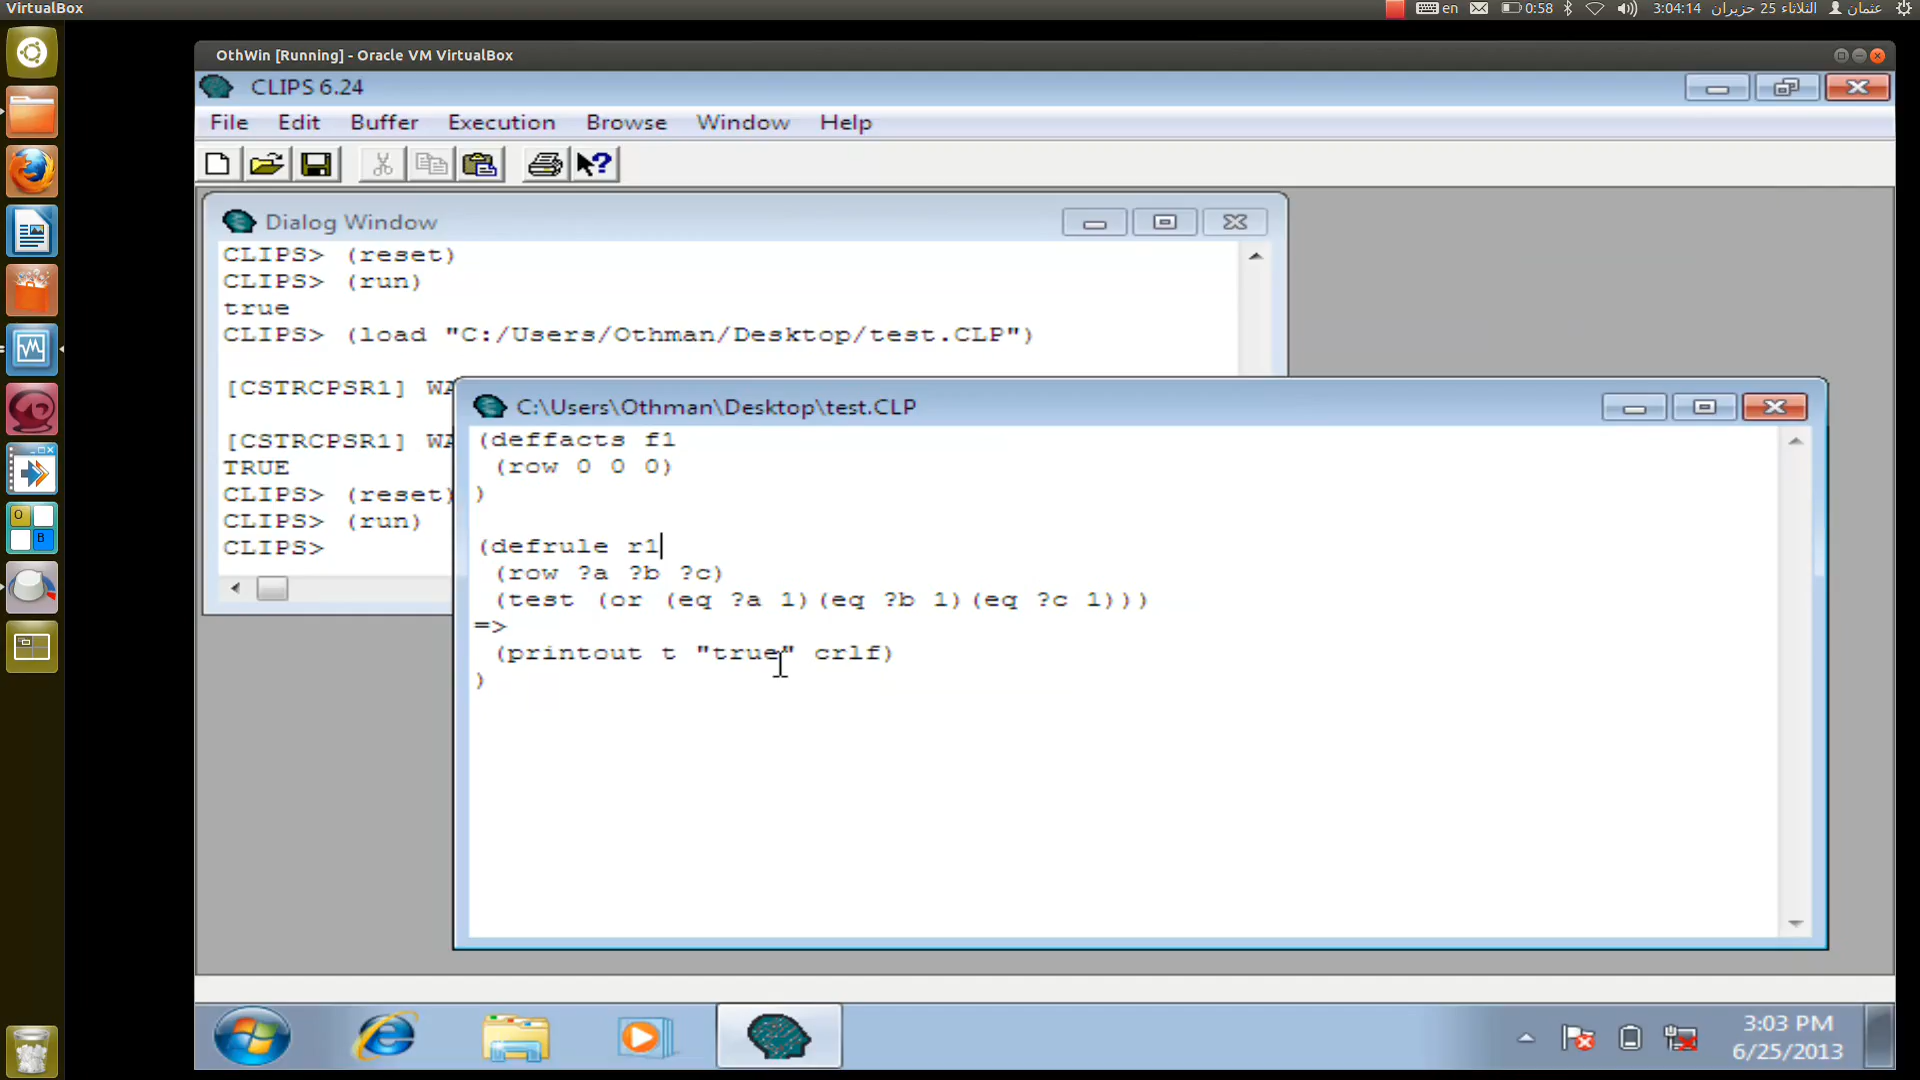 VirtualBox
en
0:58
3:04:14
الثلاثاء 25 حزيران
عثمان
OthWin [Running] - Oracle VM VirtualBox
CLIPS 6.24
File Edit Buffer Execution Browse Window Help
Dialog Window
CLIPS> (reset)
CLIPS> (run)
true
CLIPS> (load "C:/Users/Othman/Desktop/test.CLP")
[CSTRCPSR1] WA
[CSTRCPSR1] WA
TRUE
CLIPS> (reset)
CLIPS> (run)
CLIPS>
C:\Users\Othman\Desktop\test.CLP
(deffacts f1
(row 0 0 0)
)
(defrule r1
(row ?a ?b ?c)
(test (or (eq ?a 1)(eq ?b 1)(eq ?c 1)))
=>
(printout t "true" crlf)
)
O
B
3:03 PM
6/25/2013